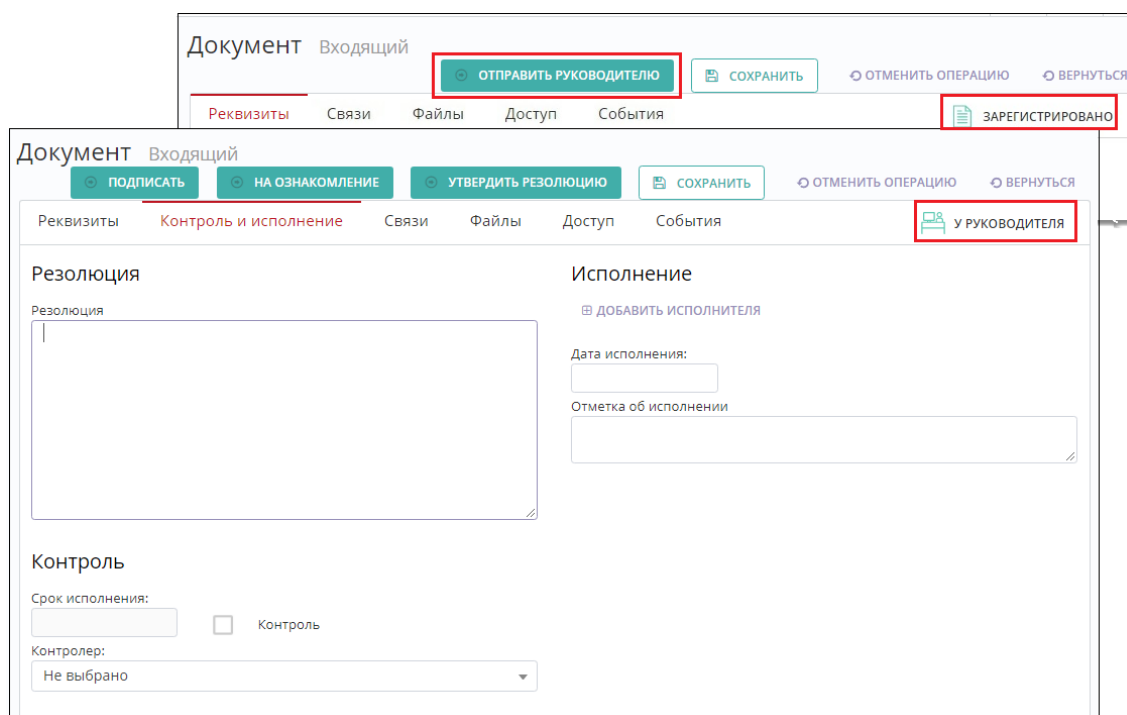 Документ Входящий
ОТПРАВИТЬ РУКОВОДИТЕЛЮ СОХРАНИТЬ ОТМЕНИТЬ ОПЕРАЦИЮ ВЕРНУТЬСЯ
Реквизиты Связи Файлы Доступ События ЗАРЕГИСТРИРОВАНО
Документ Входящий
ПОДПИСАТЬ НА ОЗНАКОМЛЕНИЕ УТВЕРДИТЬ РЕЗОЛЮЦИЮ СОХРАНИТЬ ОТМЕНИТЬ ОПЕРАЦИЮ ВЕРНУТЬСЯ
Реквизиты Контроль и исполнение Связи Файлы Доступ События У РУКОВОДИТЕЛЯ
Резолюция
Резолюция
Исполнение
ДОБАВИТЬ ИСПОЛНИТЕЛЯ
Дата исполнения:
Отметка об исполнении
Контроль
Срок исполнения:
Контроль
Контролер:
Не выбрано